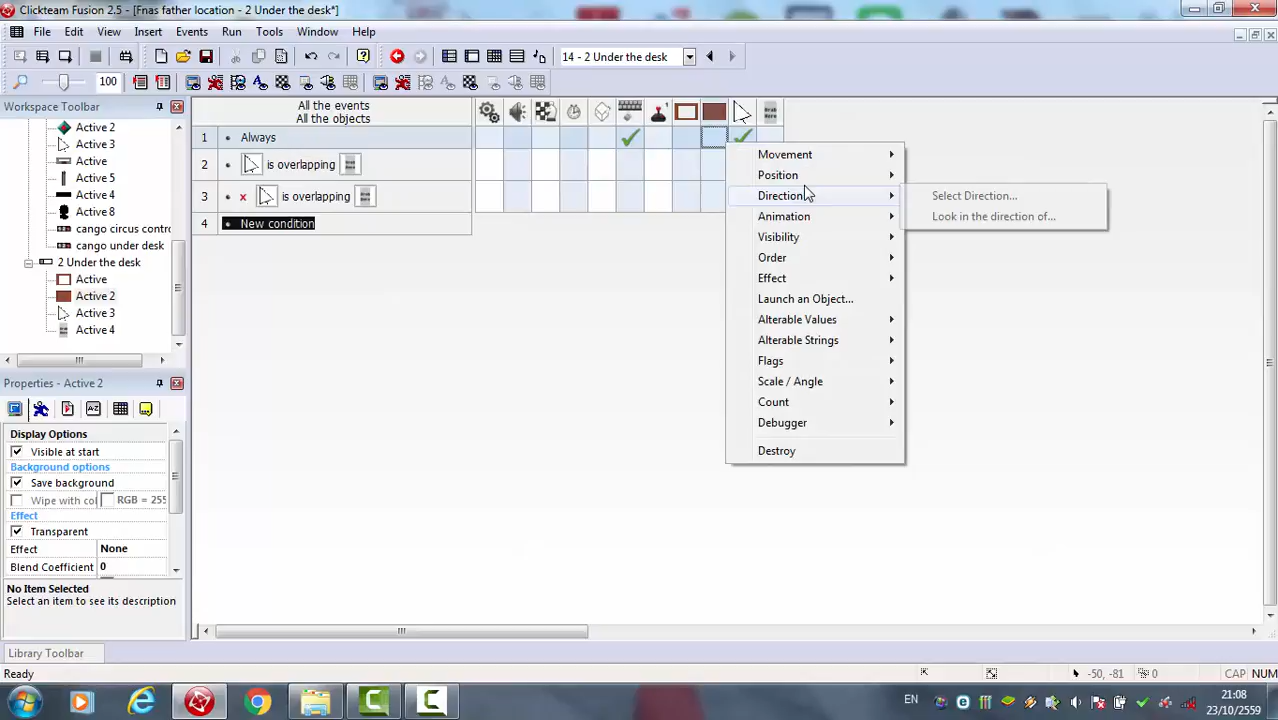 Clickteam Fusion 2.5 - [Fnas father location - 2 Under the desk*]
File Edit View Insert Events Run Tools Window Help
14 - 2 Under the desk
100
Workspace Toolbar
Active 2
Active 3
Active
Active 5
Active 4
Active 8
cango circus contro
cango under desk
2 Under the desk
Active
Active 2
Active 3
Active 4
All the events
All the objects
1 Always
2 is overlapping
3 x is overlapping
4 New condition
Movement
Position
Direction
Animation
Visibility
Order
Effect
Launch an Object...
Alterable Values
Alterable Strings
Flags
Scale / Angle
Count
Debugger
Destroy
Select Direction...
Look in the direction of...
Properties - Active 2
Display Options
Visible at start
Background options
Save background
Wipe with col RGB = 255
Effect
Transparent
Effect None
Blend Coefficient 0
No Item Selected
Select an item to see its description
Library Toolbar
Ready
-50, -81
0
CAP NUM
EN
21:08
23/10/2559